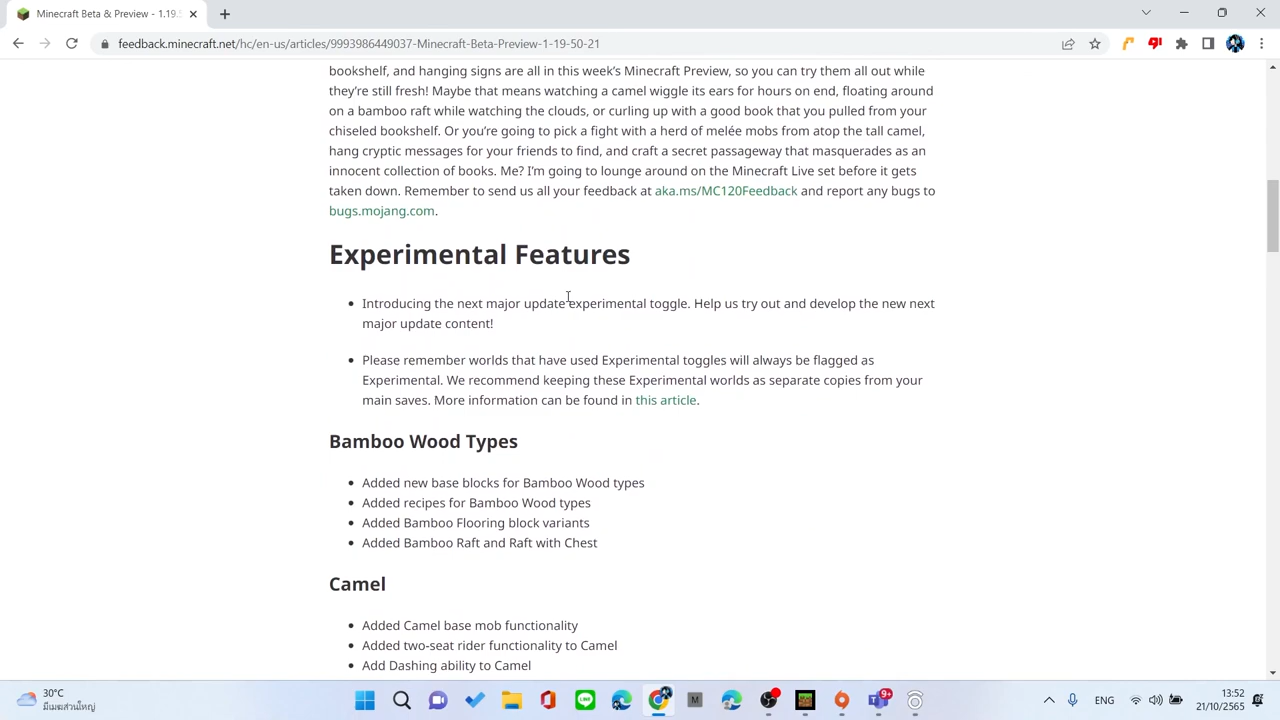 Minecraft Beta & Preview - 1.19.5
feedback.minecraft.net/hc/en-us/articles/9993986449037-Minecraft-Beta-Preview-1-19-50-21
bookshelf, and hanging signs are all in this week's Minecraft Preview, so you can try them all out while
they're still fresh! Maybe that means watching a camel wiggle its ears for hours on end, floating around
on a bamboo raft while watching the clouds, or curling up with a good book that you pulled from your
chiseled bookshelf. Or you're going to pick a fight with a herd of melée mobs from atop the tall camel,
hang cryptic messages for your friends to find, and craft a secret passageway that masquerades as an
innocent collection of books. Me? I'm going to lounge around on the Minecraft Live set before it gets
taken down. Remember to send us all your feedback at aka.ms/MC120Feedback and report any bugs to
bugs.mojang.com.
Experimental Features
• Introducing the next major update experimental toggle. Help us try out and develop the new next
major update content!
• Please remember worlds that have used Experimental toggles will always be flagged as
Experimental. We recommend keeping these Experimental worlds as separate copies from your
main saves. More information can be found in this article.
Bamboo Wood Types
• Added new base blocks for Bamboo Wood types
• Added recipes for Bamboo Wood types
• Added Bamboo Flooring block variants
• Added Bamboo Raft and Raft with Chest
Camel
• Added Camel base mob functionality
• Added two-seat rider functionality to Camel
• Add Dashing ability to Camel
30°C
มีเมฆส่วนใหญ่
LINE
M
9+
ENG
13:52
21/10/2565